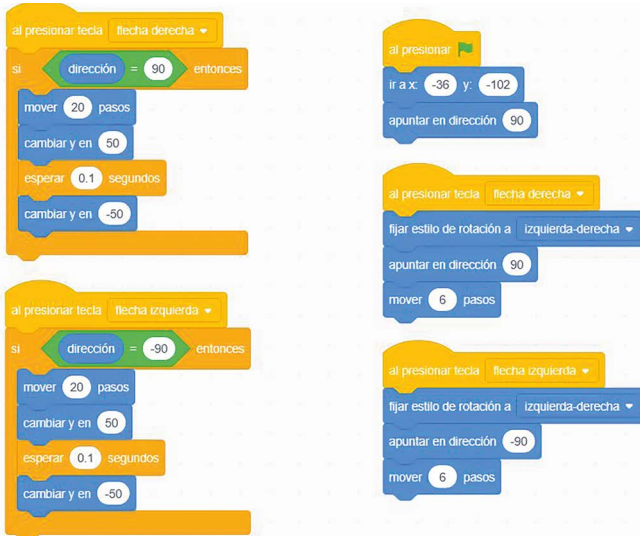 al presionar tecla flecha derecha
si dirección = 90 entonces
mover 20 pasos
cambiar y en 50
esperar 0.1 segundos
cambiar y en -50
al presionar tecla flecha izquierda
si dirección = -90 entonces
mover 20 pasos
cambiar y en 50
esperar 0.1 segundos
cambiar y en -50
al presionar
ir a x: -36 y: -102
apuntar en dirección 90
al presionar tecla flecha derecha
fijar estilo de rotación a izquierda-derecha
apuntar en dirección 90
mover 6 pasos
al presionar tecla flecha izquierda
fijar estilo de rotación a izquierda-derecha
apuntar en dirección -90
mover 6 pasos